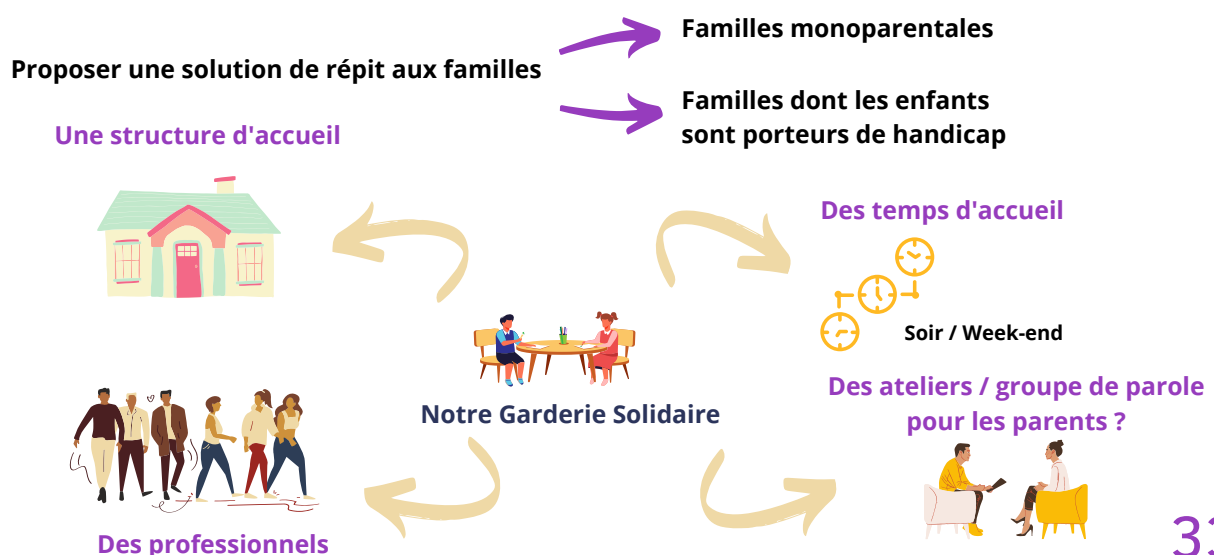 Familles monoparentales
Proposer une solution de répit aux familles
Familles dont les enfants
sont porteurs de handicap
Une structure d'accueil
Des temps d'accueil
Soir / Week-end
Des ateliers / groupe de parole
pour les parents ?
Notre Garderie Solidaire
Des professionnels
33